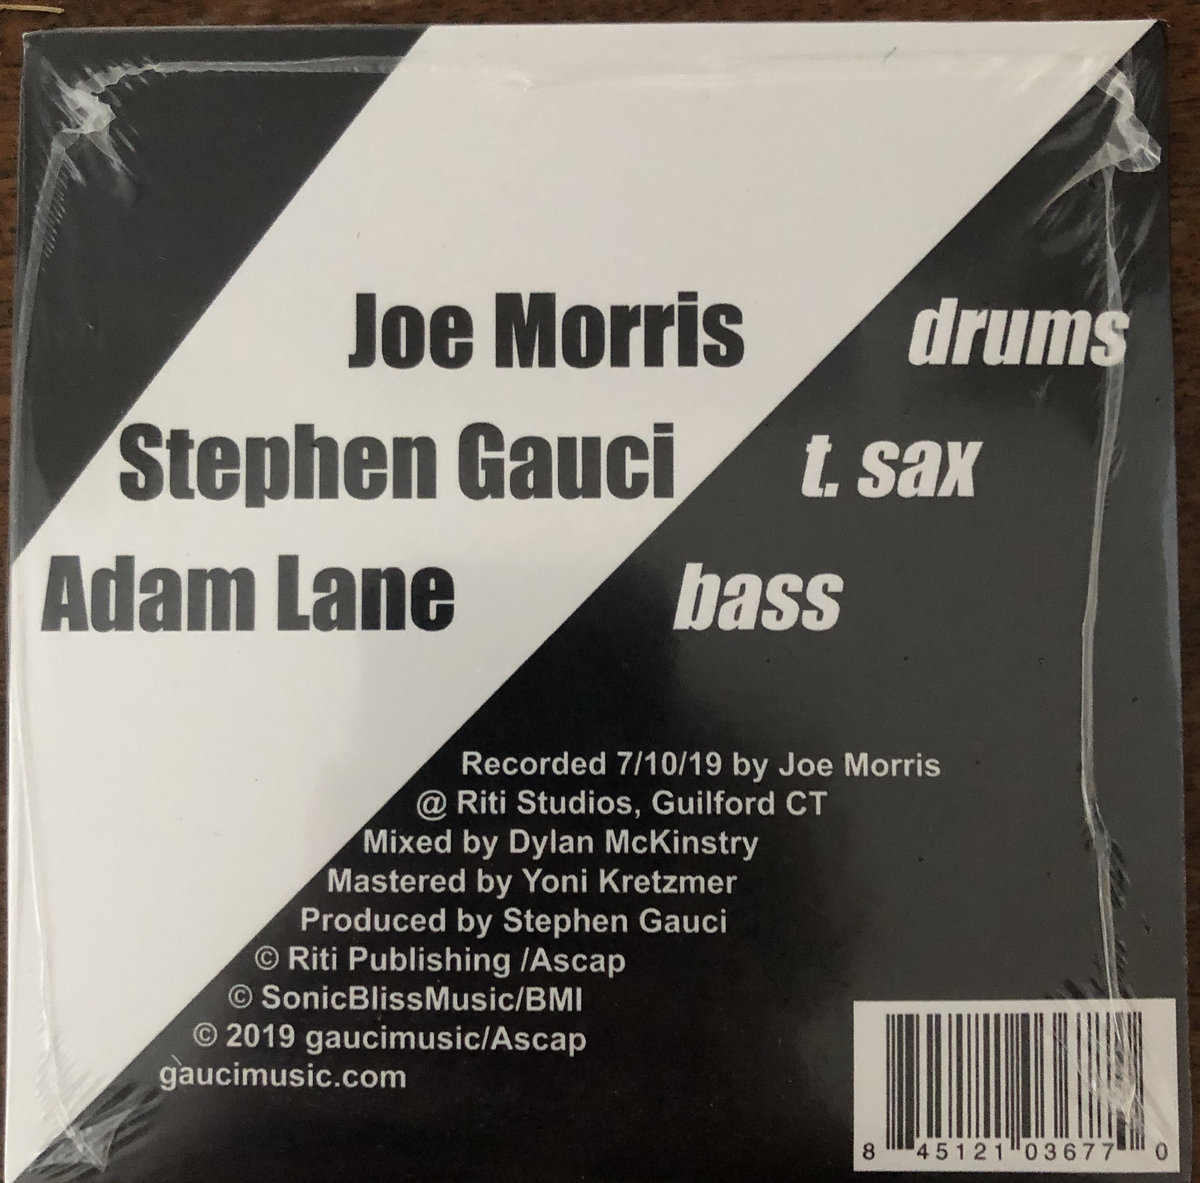 Joe Morris drums
Stephen Gauci t. sax
Adam Lane bass
Recorded 7/10/19 by Joe Morris
@ Riti Studios, Guilford CT
Mixed by Dylan McKinstry
Mastered by Yoni Kretzmer
Produced by Stephen Gauci
© Riti Publishing /Ascap
© SonicBlissMusic/BMI
© 2019 gaucimusic/Ascap
gaucimusic.com
8 45121 03677 0